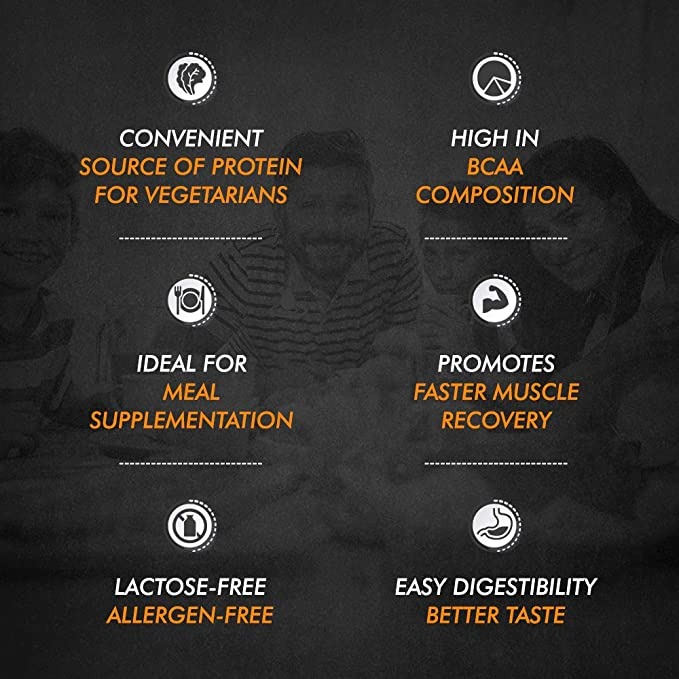 CONVENIENT
SOURCE OF PROTEIN
FOR VEGETARIANS
HIGH IN
BCAA
COMPOSITION
IDEAL FOR
MEAL
SUPPLEMENTATION
PROMOTES
FASTER MUSCLE
RECOVERY
LACTOSE-FREE
ALLERGEN-FREE
EASY DIGESTIBILITY
BETTER TASTE